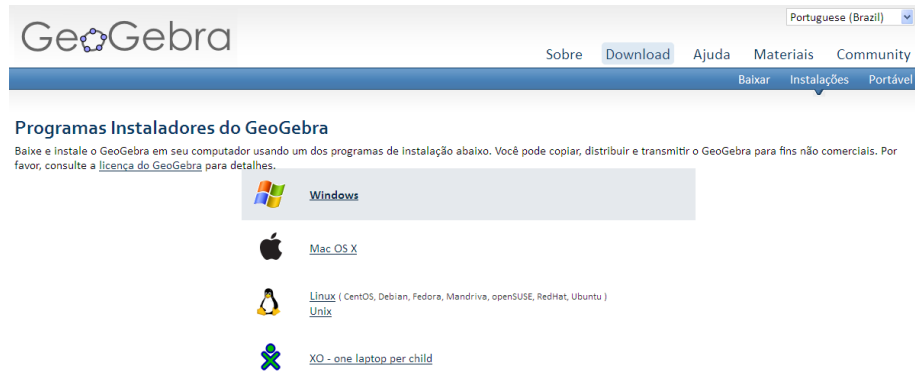 Portuguese (Brazil)
GeoGebra
Sobre Download Ajuda Materiais Community
Baixar Instalações Portável
Programas Instaladores do GeoGebra
Baixe e instale o GeoGebra em seu computador usando um dos programas de instalação abaixo. Você pode copiar, distribuir e transmitir o GeoGebra para fins não comerciais. Por
favor, consulte a licença do GeoGebra para detalhes.
Windows
Mac OS X
Linux ( CentOS, Debian, Fedora, Mandriva, openSUSE, RedHat, Ubuntu )
Unix
XO - one laptop per child